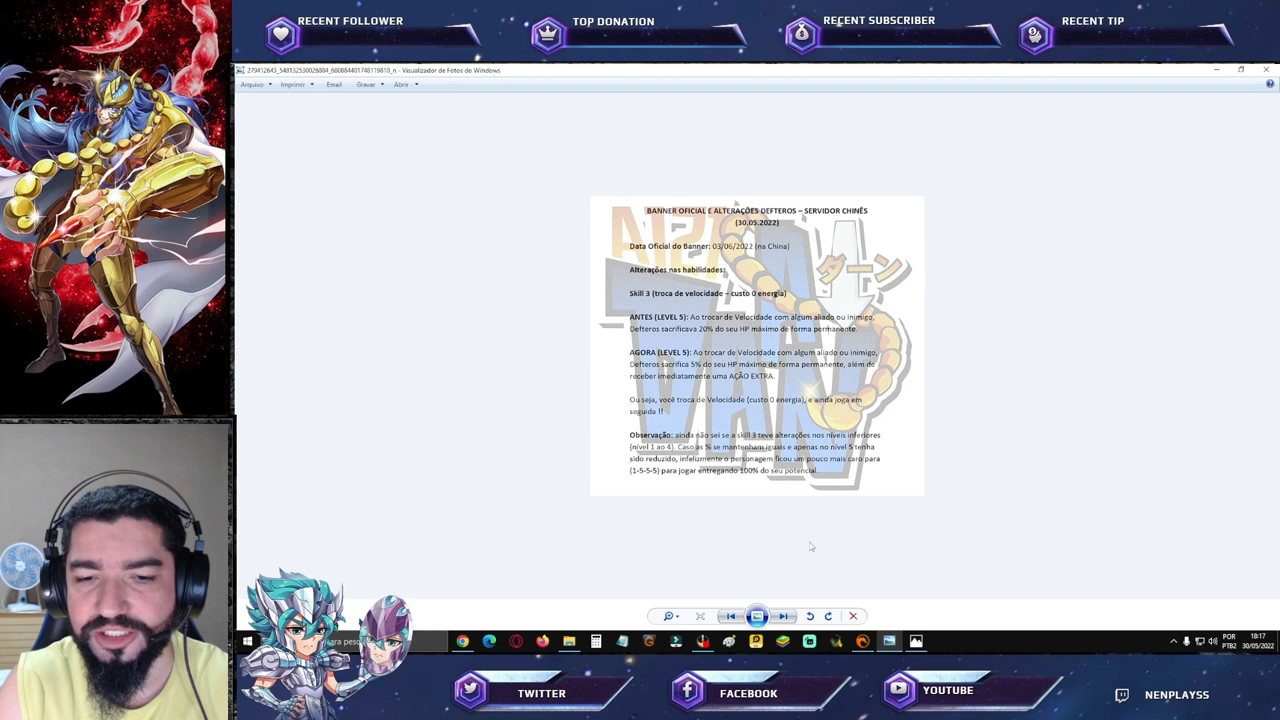 RECENT FOLLOWER
TOP DONATION
RECENT SUBSCRIBER
RECENT TIP
279412643_548132530026884_6808844017481198​10_n - Visualizador de Fotos do Windows
Arquivo Imprimir Email Gravar Abrir
BANNER OFICIAL E ALTERAÇÕES DEFTEROS – SERVIDOR CHINÊS
(30.05.2022)
Data Oficial do Banner: 03/06/2022 (na China)
Alterações nas habilidades:
Skill 3 (troca de velocidade – custo 0 energia)
ANTES (LEVEL 5): Ao trocar de Velocidade com algum aliado ou inimigo,
Defteros sacrificava 20% do seu HP máximo de forma permanente.
AGORA (LEVEL 5): Ao trocar de Velocidade com algum aliado ou inimigo,
Defteros sacrifica 5% do seu HP máximo de forma permanente, além de
receber imediatamente uma AÇÃO EXTRA.
Ou seja, você troca de Velocidade (custo 0 energia), e ainda joga em
seguida !!
Observação: ainda não sei se a skill 3 teve alterações nos níveis inferiores
(nível 1 ao 4). Caso as % se mantenham iguais e apenas no nível 5 tenha
sido reduzido, infelizmente o personagem ficou um pouco mais caro para
(1-5-5-5) para jogar entregando 100% do seu potencial.
ターン
para pes
POR
PTB2
18:17
30/05/2022
TWITTER
FACEBOOK
YOUTUBE
NENPLAYSS